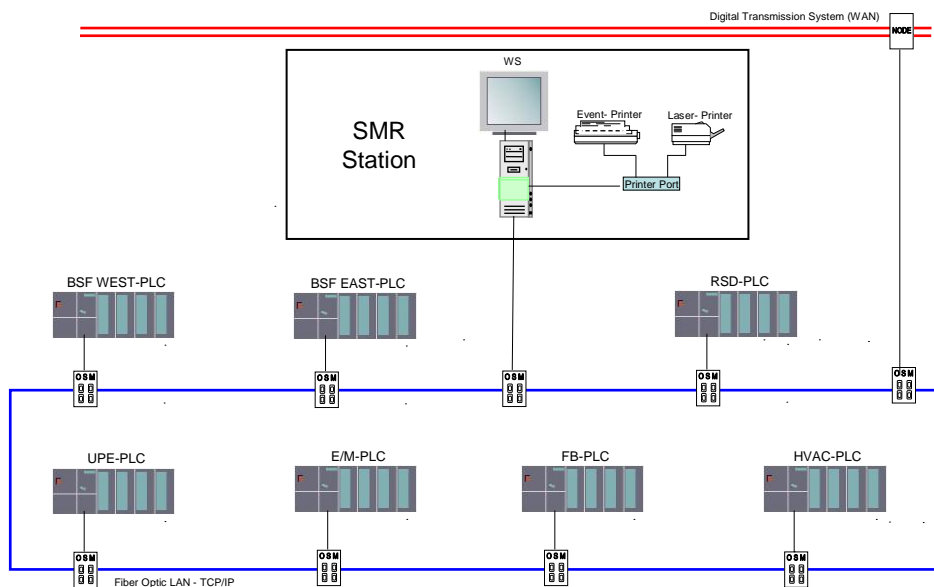 Digital Transmission System (WAN)
NODE
WS
SMR
Station
Event- Printer
Laser- Printer
Printer Port
BSF WEST-PLC
BSF EAST-PLC
RSD-PLC
OSM
OSM
OSM
OSM
OSM
UPE-PLC
E/M-PLC
FB-PLC
HVAC-PLC
OSM
OSM
OSM
OSM
Fiber Optic LAN - TCP/IP